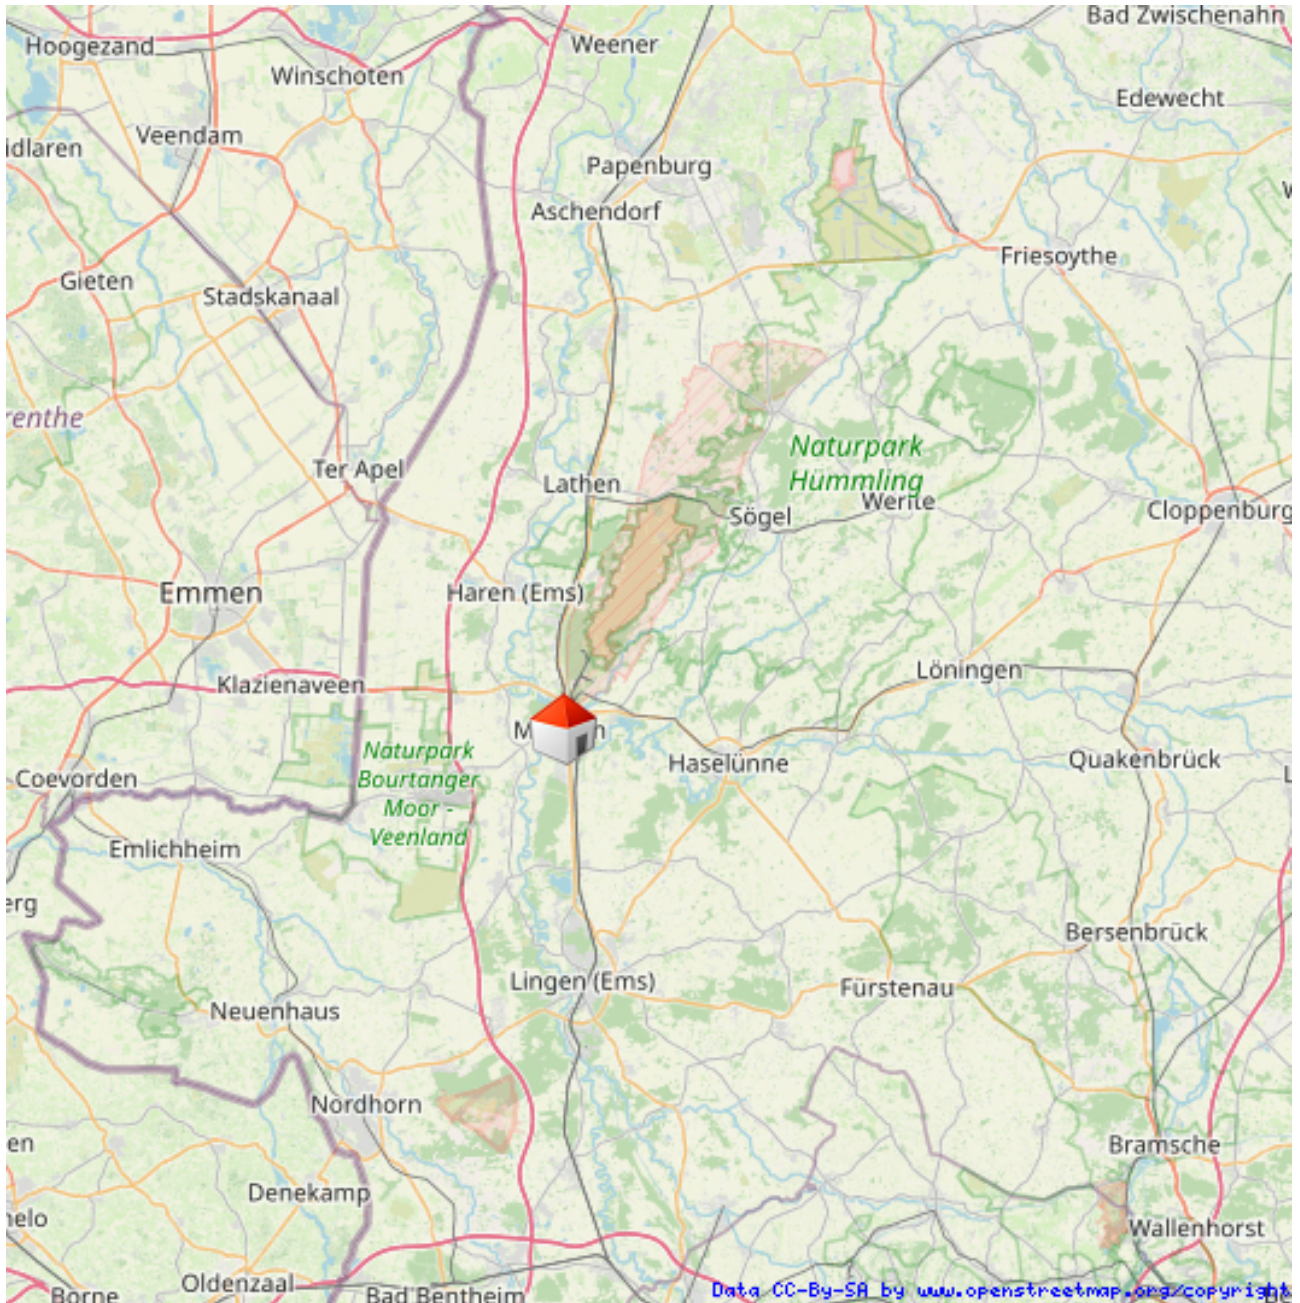 Bad Zwischenahn
Hoogezand
Weener
Winschoten
Edewecht
Veendam
idlaren
Papenburg
Aschendorf
Friesoythe
Gieten
Stadskanaal
renthe
Naturpark
Hümmling
Ter Apel
Lathen
Werlte
Sögel
Cloppenburg
Emmen
Haren (Ems)
Löningen
Klazienaveen
Naturpark
Bourtanger
Moor -
Veenland
Haselünne
Quakenbrück
Coevorden
Emlichheim
erg
Bersenbrück
Lingen (Ems)
Fürstenau
Neuenhaus
Nordhorn
en
Bramsche
Denekamp
nelo
Wallenhorst
Oldenzaal
Borne
Bad Bentheim
Data CC-By-SA by www.openstreetmap.org/copyright